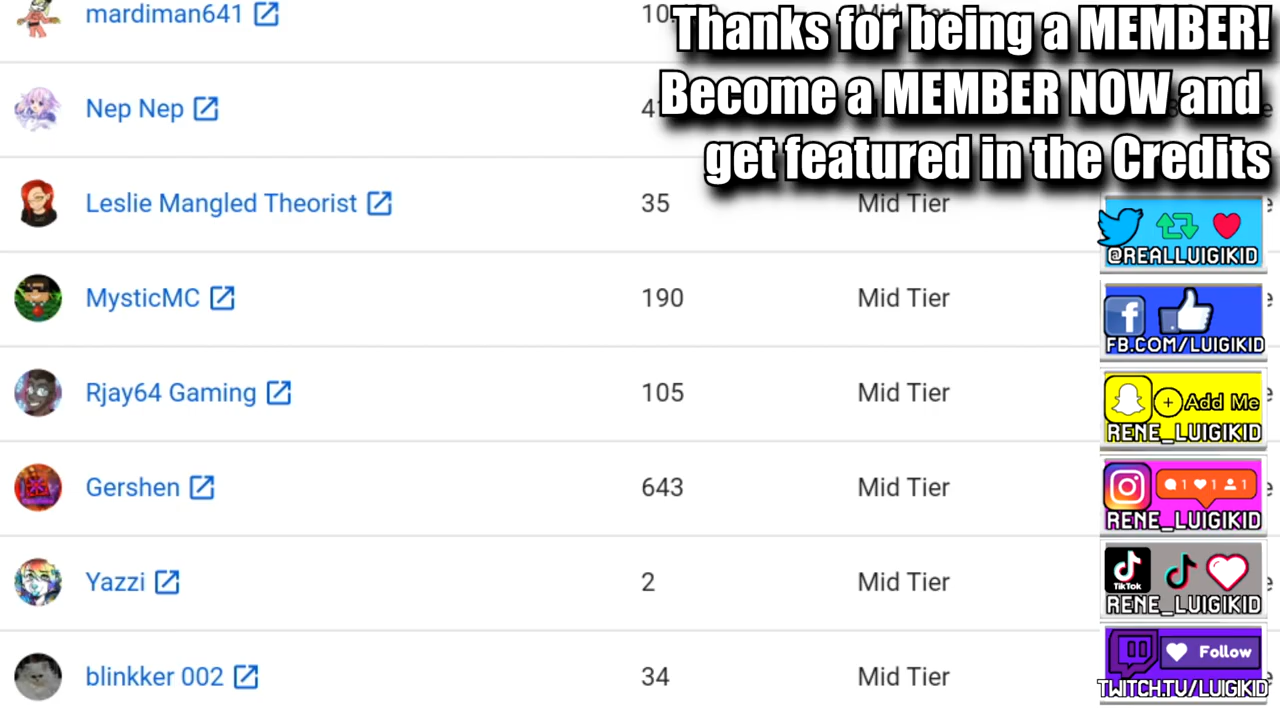 mardiman641
Thanks for being a MEMBER!
Nep Nep
Become a MEMBER NOW and
get featured in the Credits
Leslie Mangled Theorist 35 Mid Tier
@REALLUIGIKID
MysticMC 190 Mid Tier
FB.COM/LUIGIKID
Rjay64 Gaming 105 Mid Tier
+ Add Me
RENE_LUIGIKID
Gershen 643 Mid Tier
1 1 1
RENE_LUIGIKID
Yazzi 2 Mid Tier
TikTok
RENE_LUIGIKID
blinkker 002 34 Mid Tier
Follow
TWITCH.TV/LUIGIKID